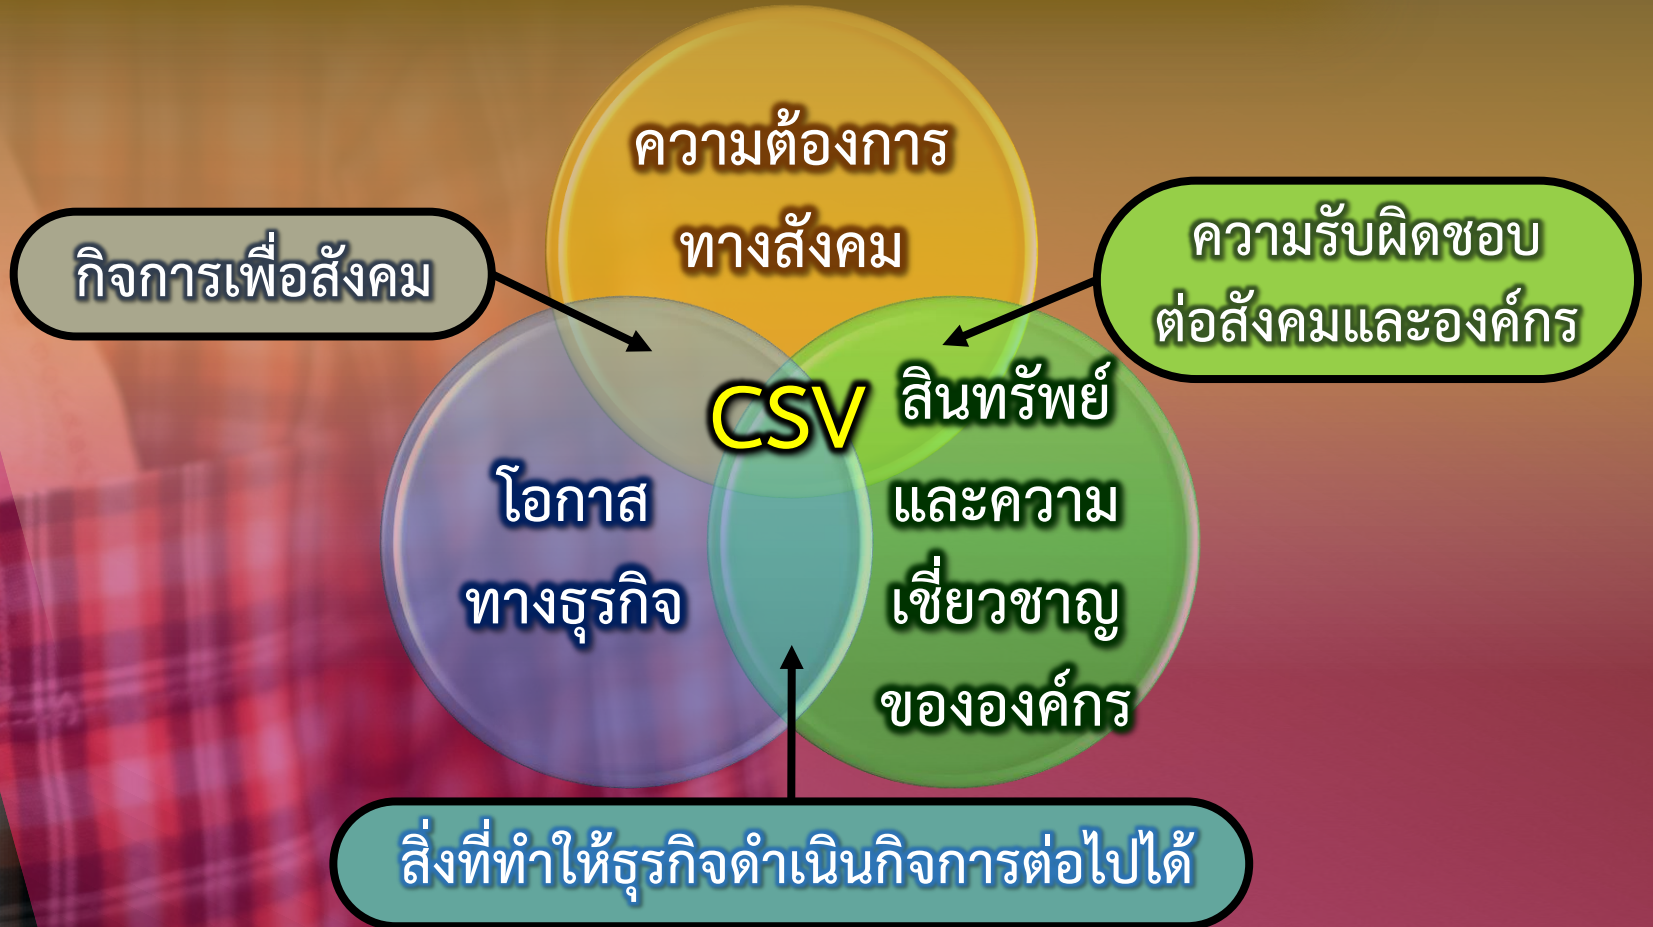 ความต้องการ
ทางสังคม
กิจการเพื่อสังคม
ความรับผิดชอบ
ต่อสังคมและองค์กร
CSV
โอกาส
ทางธุรกิจ
สินทรัพย์
และความ
เชี่ยวชาญ
ขององค์กร
สิ่งที่ทำให้ธุรกิจดำเนินกิจการต่อไปได้